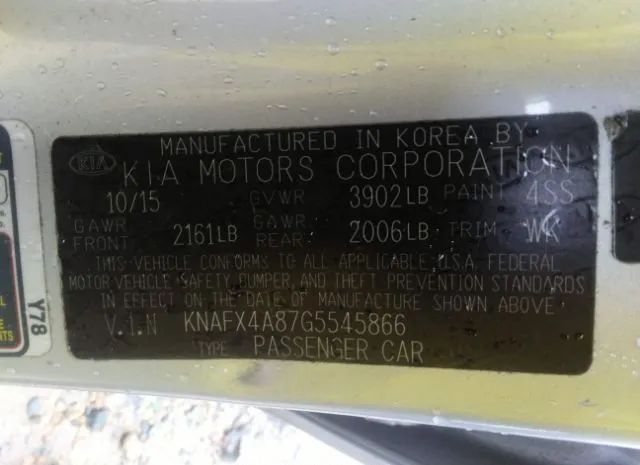 MANUFACTURED IN KOREA BY
KIA KIA MOTORS CORPORATION
10/15 GVWR 3902LB PAINT 4SS
GAWR FRONT 2161LB GAWR REAR 2006LB TRIM WK
THIS VEHICLE CONFORMS TO ALL APPLICABLE U.S.A. FEDERAL
MOTOR VEHICLE SAFETY, BUMPER, AND THEFT PREVENTION STANDARDS
IN EFFECT ON THE DATE OF MANUFACTURE SHOWN ABOVE.
V.I.N KNAFX4A87G5545866
TYPE PASSENGER CAR
Y78